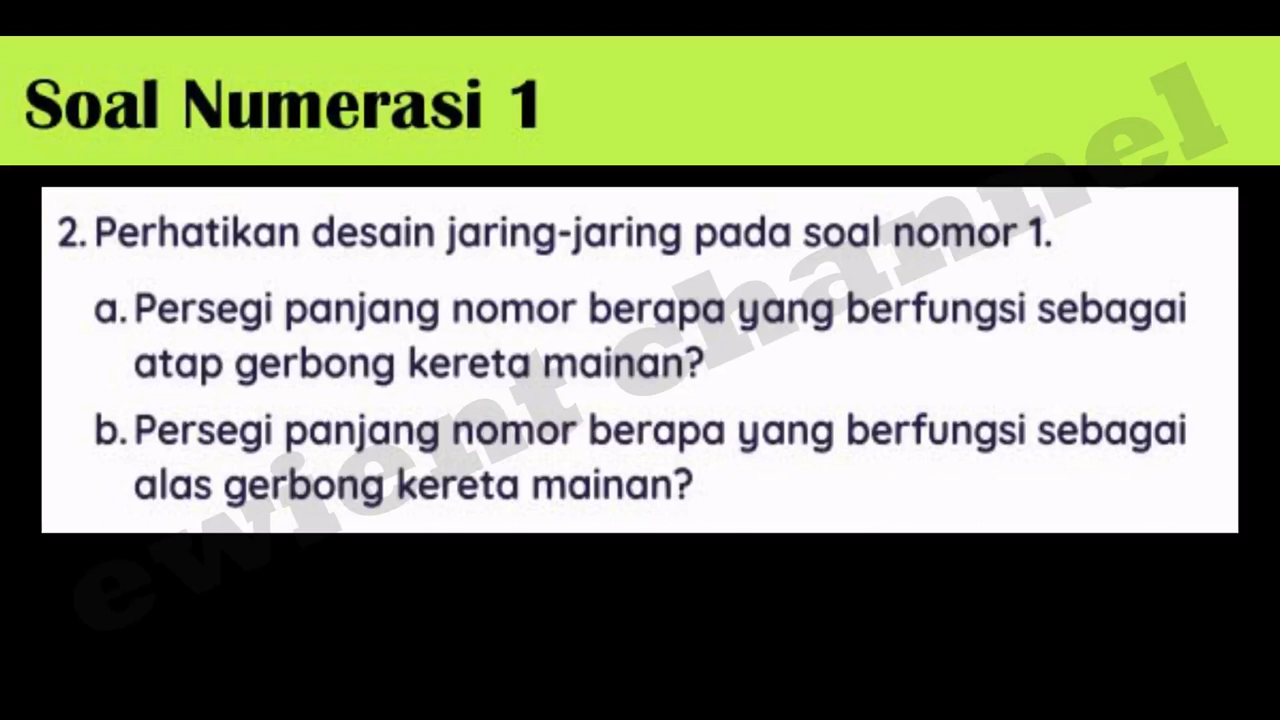 Soal Numerasi 1
2. Perhatikan desain jaring-jaring pada soal nomor 1.
a. Persegi panjang nomor berapa yang berfungsi sebagai
atap gerbong kereta mainan?
b. Persegi panjang nomor berapa yang berfungsi sebagai
alas gerbong kereta mainan?
ewient channel